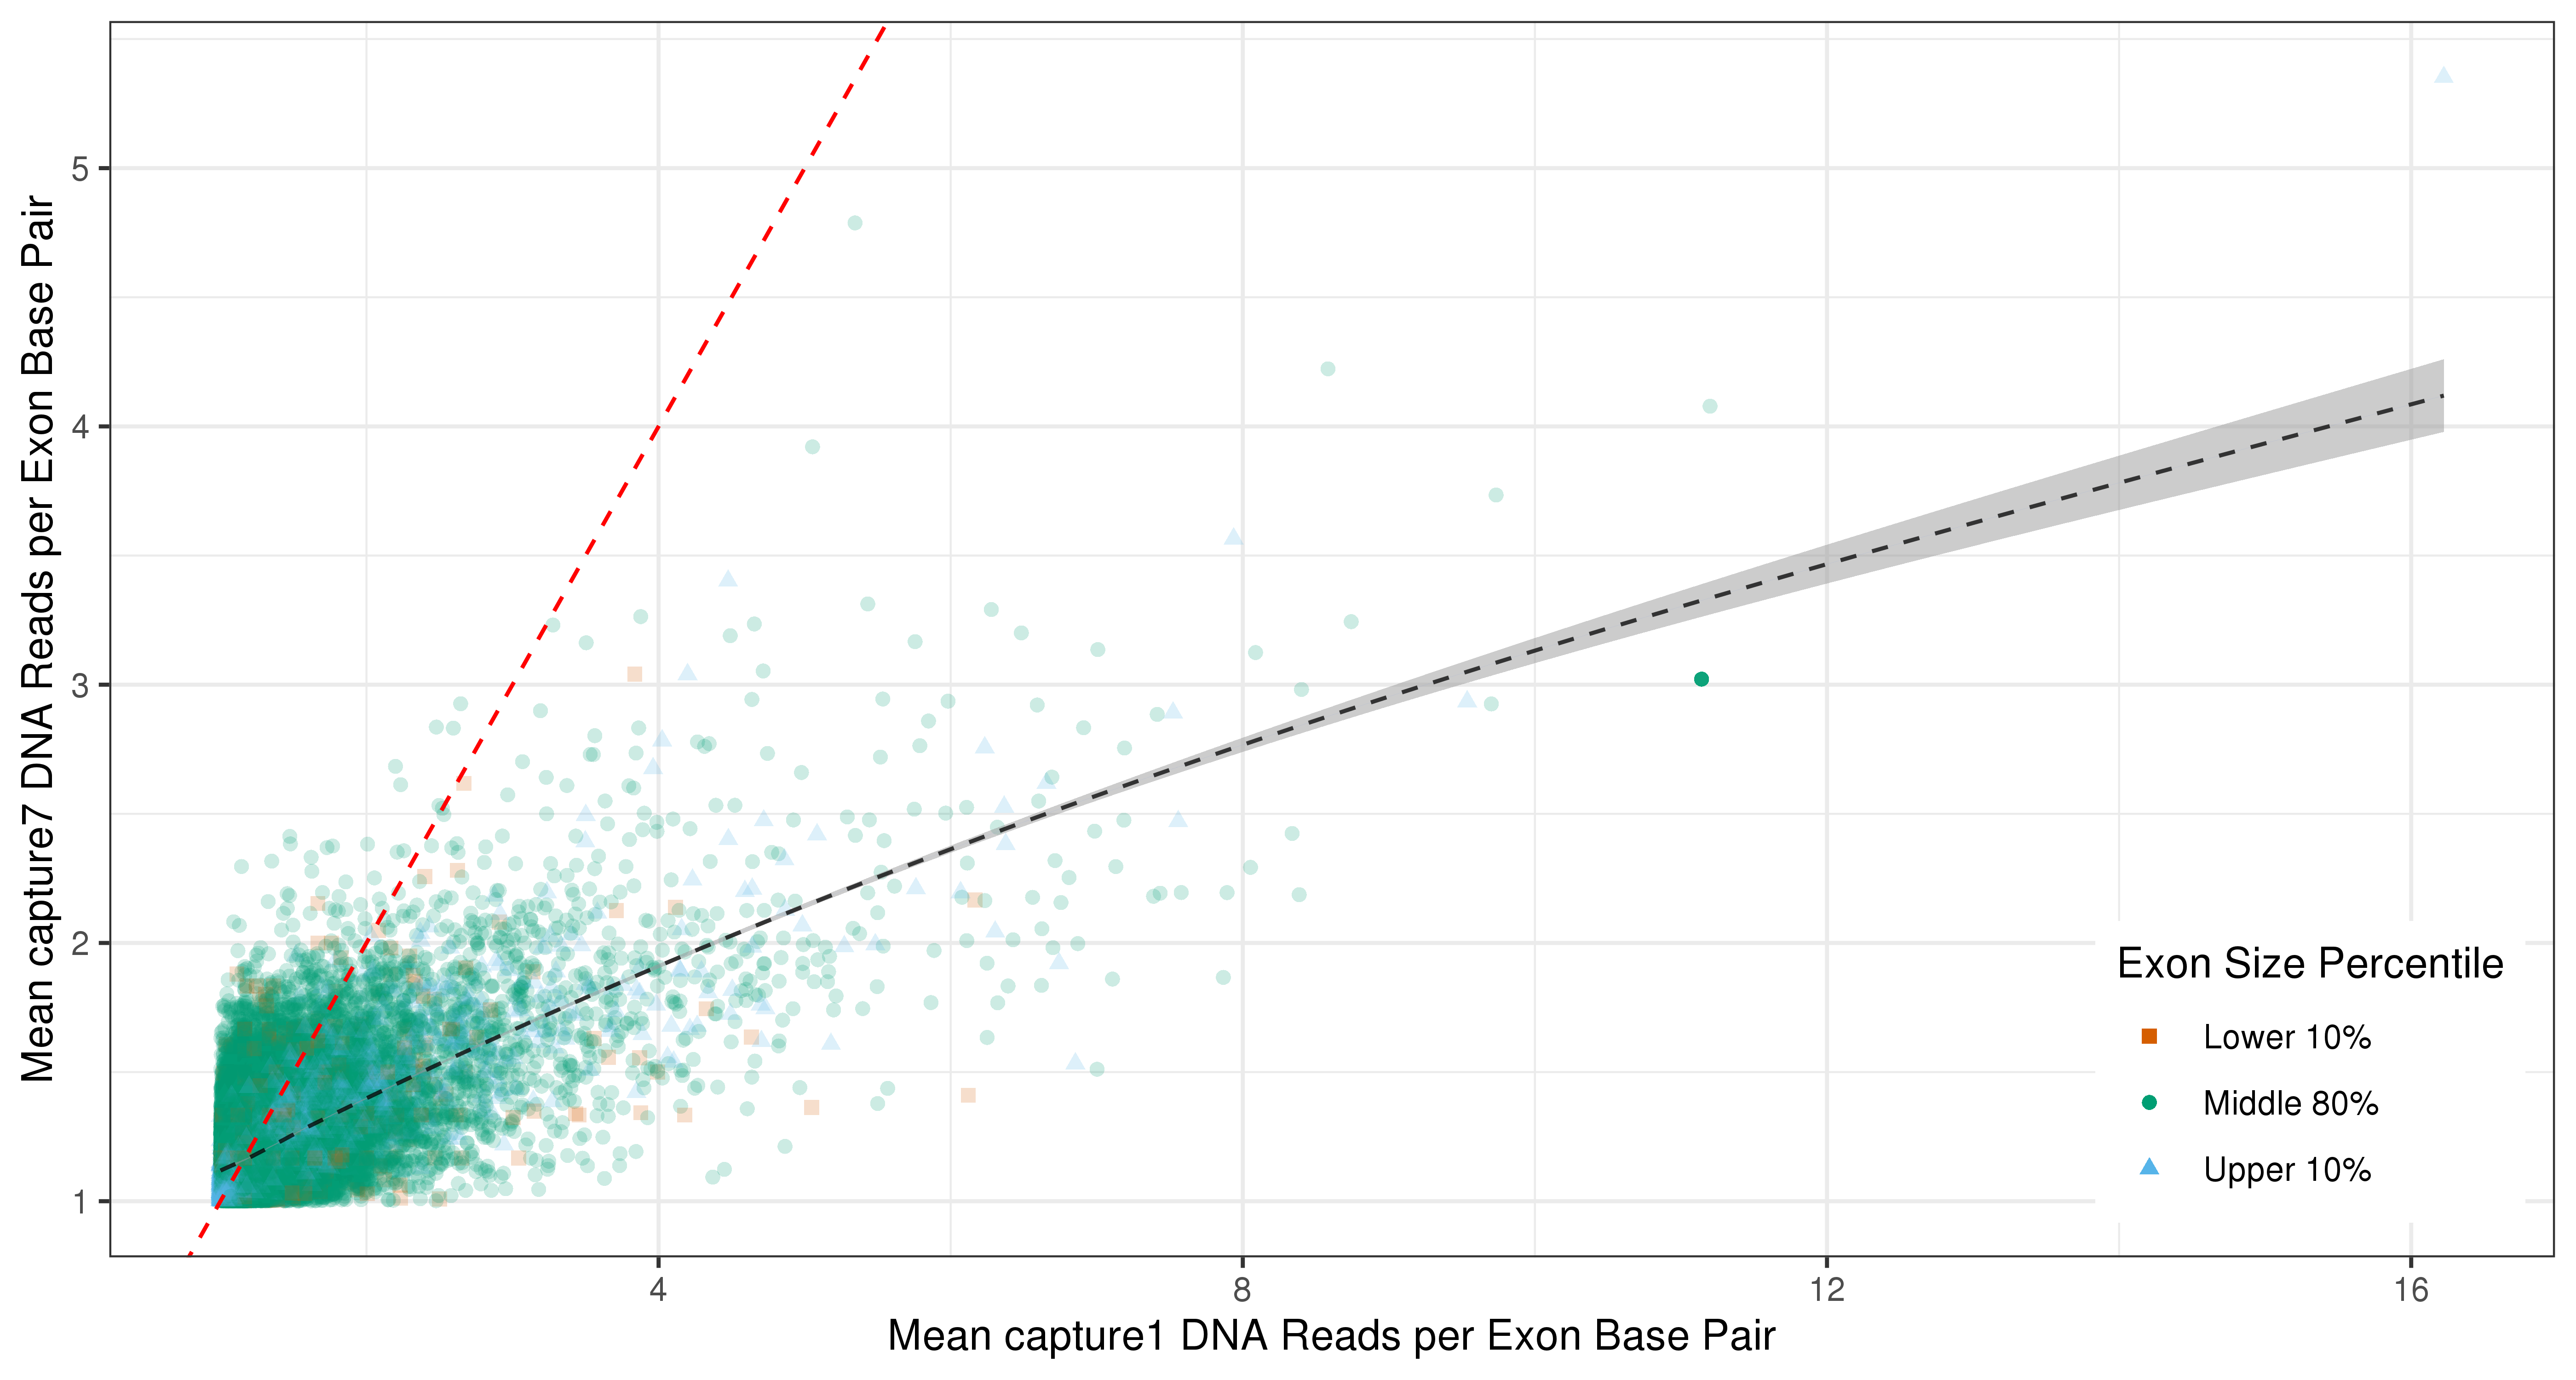 Mean capture7 DNA Reads per Exon Base Pair
5
4
3
2
1
4
8
12
16
Mean capture1 DNA Reads per Exon Base Pair
Exon Size Percentile
Lower 10%
Middle 80%
Upper 10%